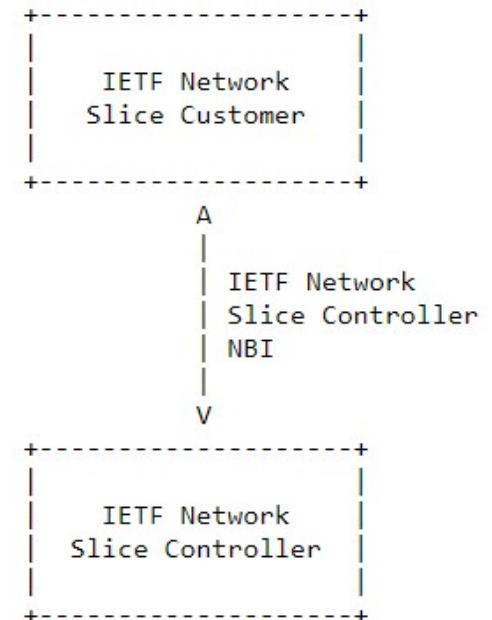 +---------------------+
|                     |
|    IETF Network     |
|   Slice Customer    |
|                     |
+---------------------+
           A
           |
           | IETF Network
           | Slice Controller
           | NBI
           |
           V
+---------------------+
|                     |
|    IETF Network     |
|  Slice Controller   |
|                     |
+---------------------+